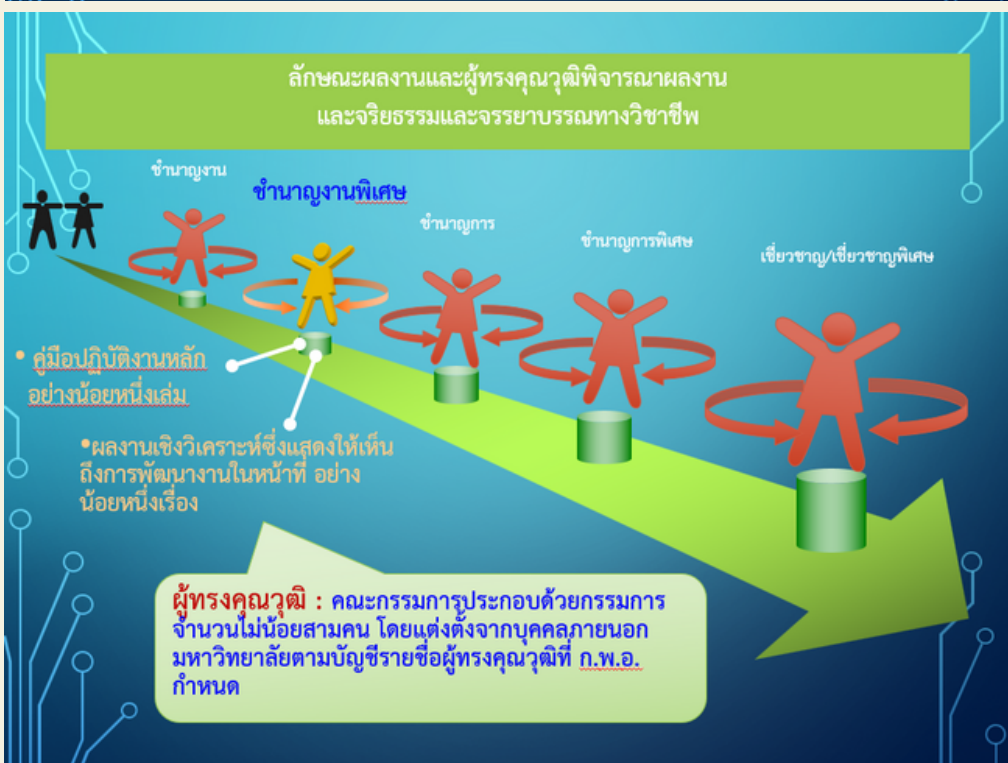 ลักษณะผลงานและผู้ทรงคุณวุฒิพิจารณาผลงาน
และจริยธรรมและจรรยาบรรณทางวิชาชีพ
ชำนาญงาน
ชำนาญงานพิเศษ
ชำนาญการ
ชำนาญการพิเศษ
เชี่ยวชาญ/เชี่ยวชาญพิเศษ
• คู่มือปฏิบัติงานหลัก
อย่างน้อยหนึ่งเล่ม
•ผลงานเชิงวิเคราะห์ซึ่งแสดงให้เห็น
ถึงการพัฒนางานในหน้าที่ อย่าง
น้อยหนึ่งเรื่อง
ผู้ทรงคุณวุฒิ : คณะกรรมการประกอบด้วยกรรมการ
จำนวนไม่น้อยสามคน โดยแต่งตั้งจากบุคคลภายนอก
มหาวิทยาลัยตามบัญชีรายชื่อผู้ทรงคุณวุฒิที่ ก.พ.อ.
กำหนด